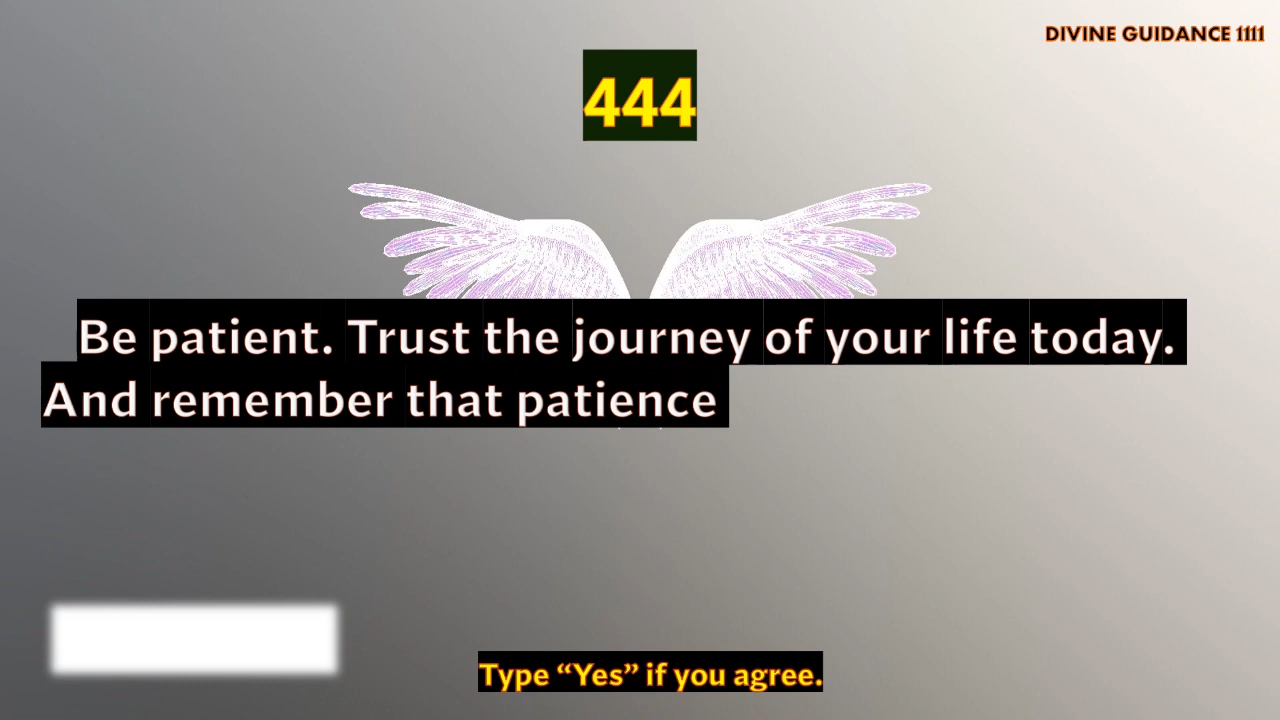 DIVINE GUIDANCE 1111
444
Be patient. Trust the journey of your life today.
And remember that patience
Type “Yes” if you agree.